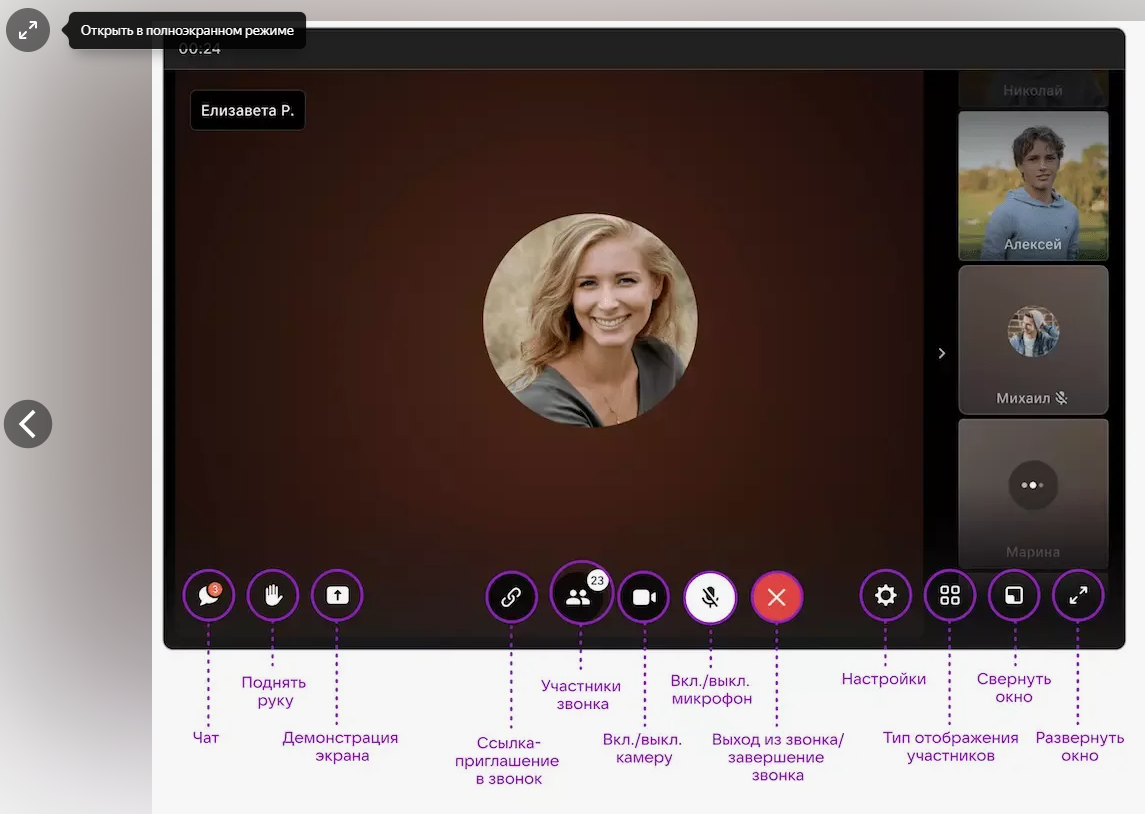 Открыть в полноэкранном режиме
00:24
Елизавета Р.
Николай
Алексей
Михаил
Марина
3
23
Поднять
руку
Участники
звонка
Вкл./выкл.
микрофон
Настройки
Свернуть
окно
Чат
Демонстрация
экрана
Ссылка-
приглашение
в звонок
Вкл./выкл.
камеру
Выход из звонка/
завершение
звонка
Тип отображения
участников
Развернуть
окно